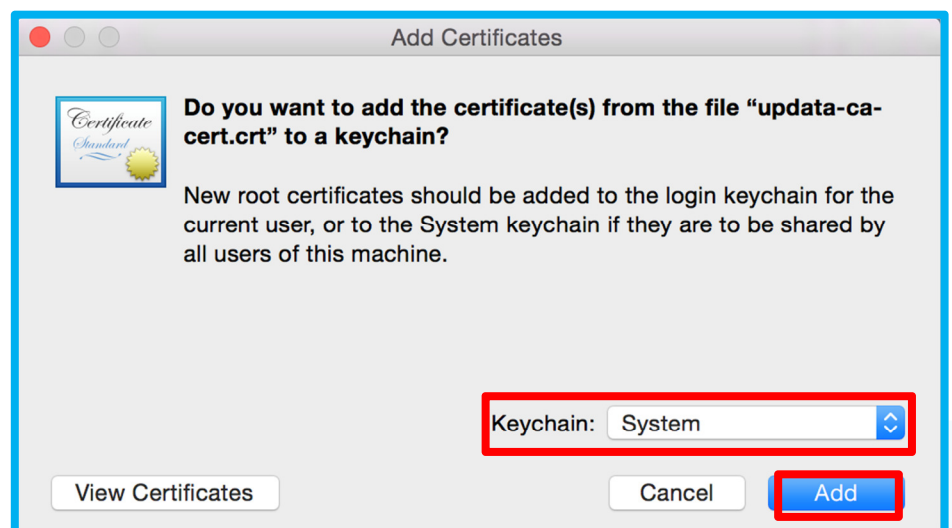 Add Certificates
Certificate
Standard
Do you want to add the certificate(s) from the file “updata-ca-
cert.crt” to a keychain?
New root certificates should be added to the login keychain for the
current user, or to the System keychain if they are to be shared by
all users of this machine.
Keychain: System
View Certificates Cancel Add